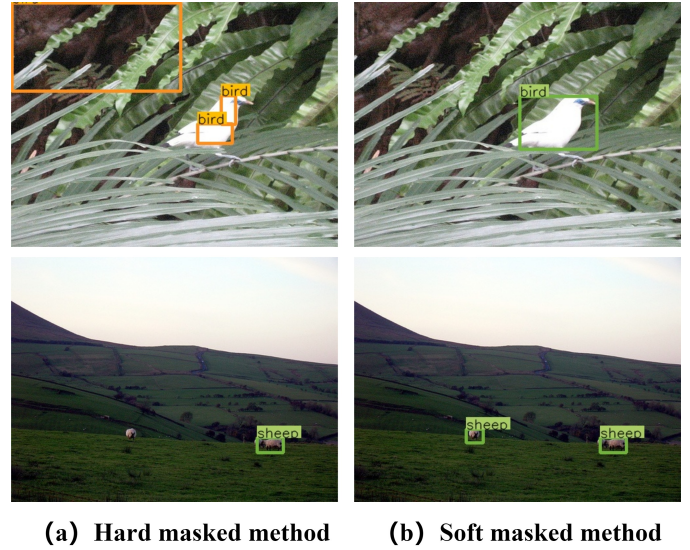 bird
bird
bird
sheep
sheep
sheep
（a）Hard masked method
（b）Soft masked method